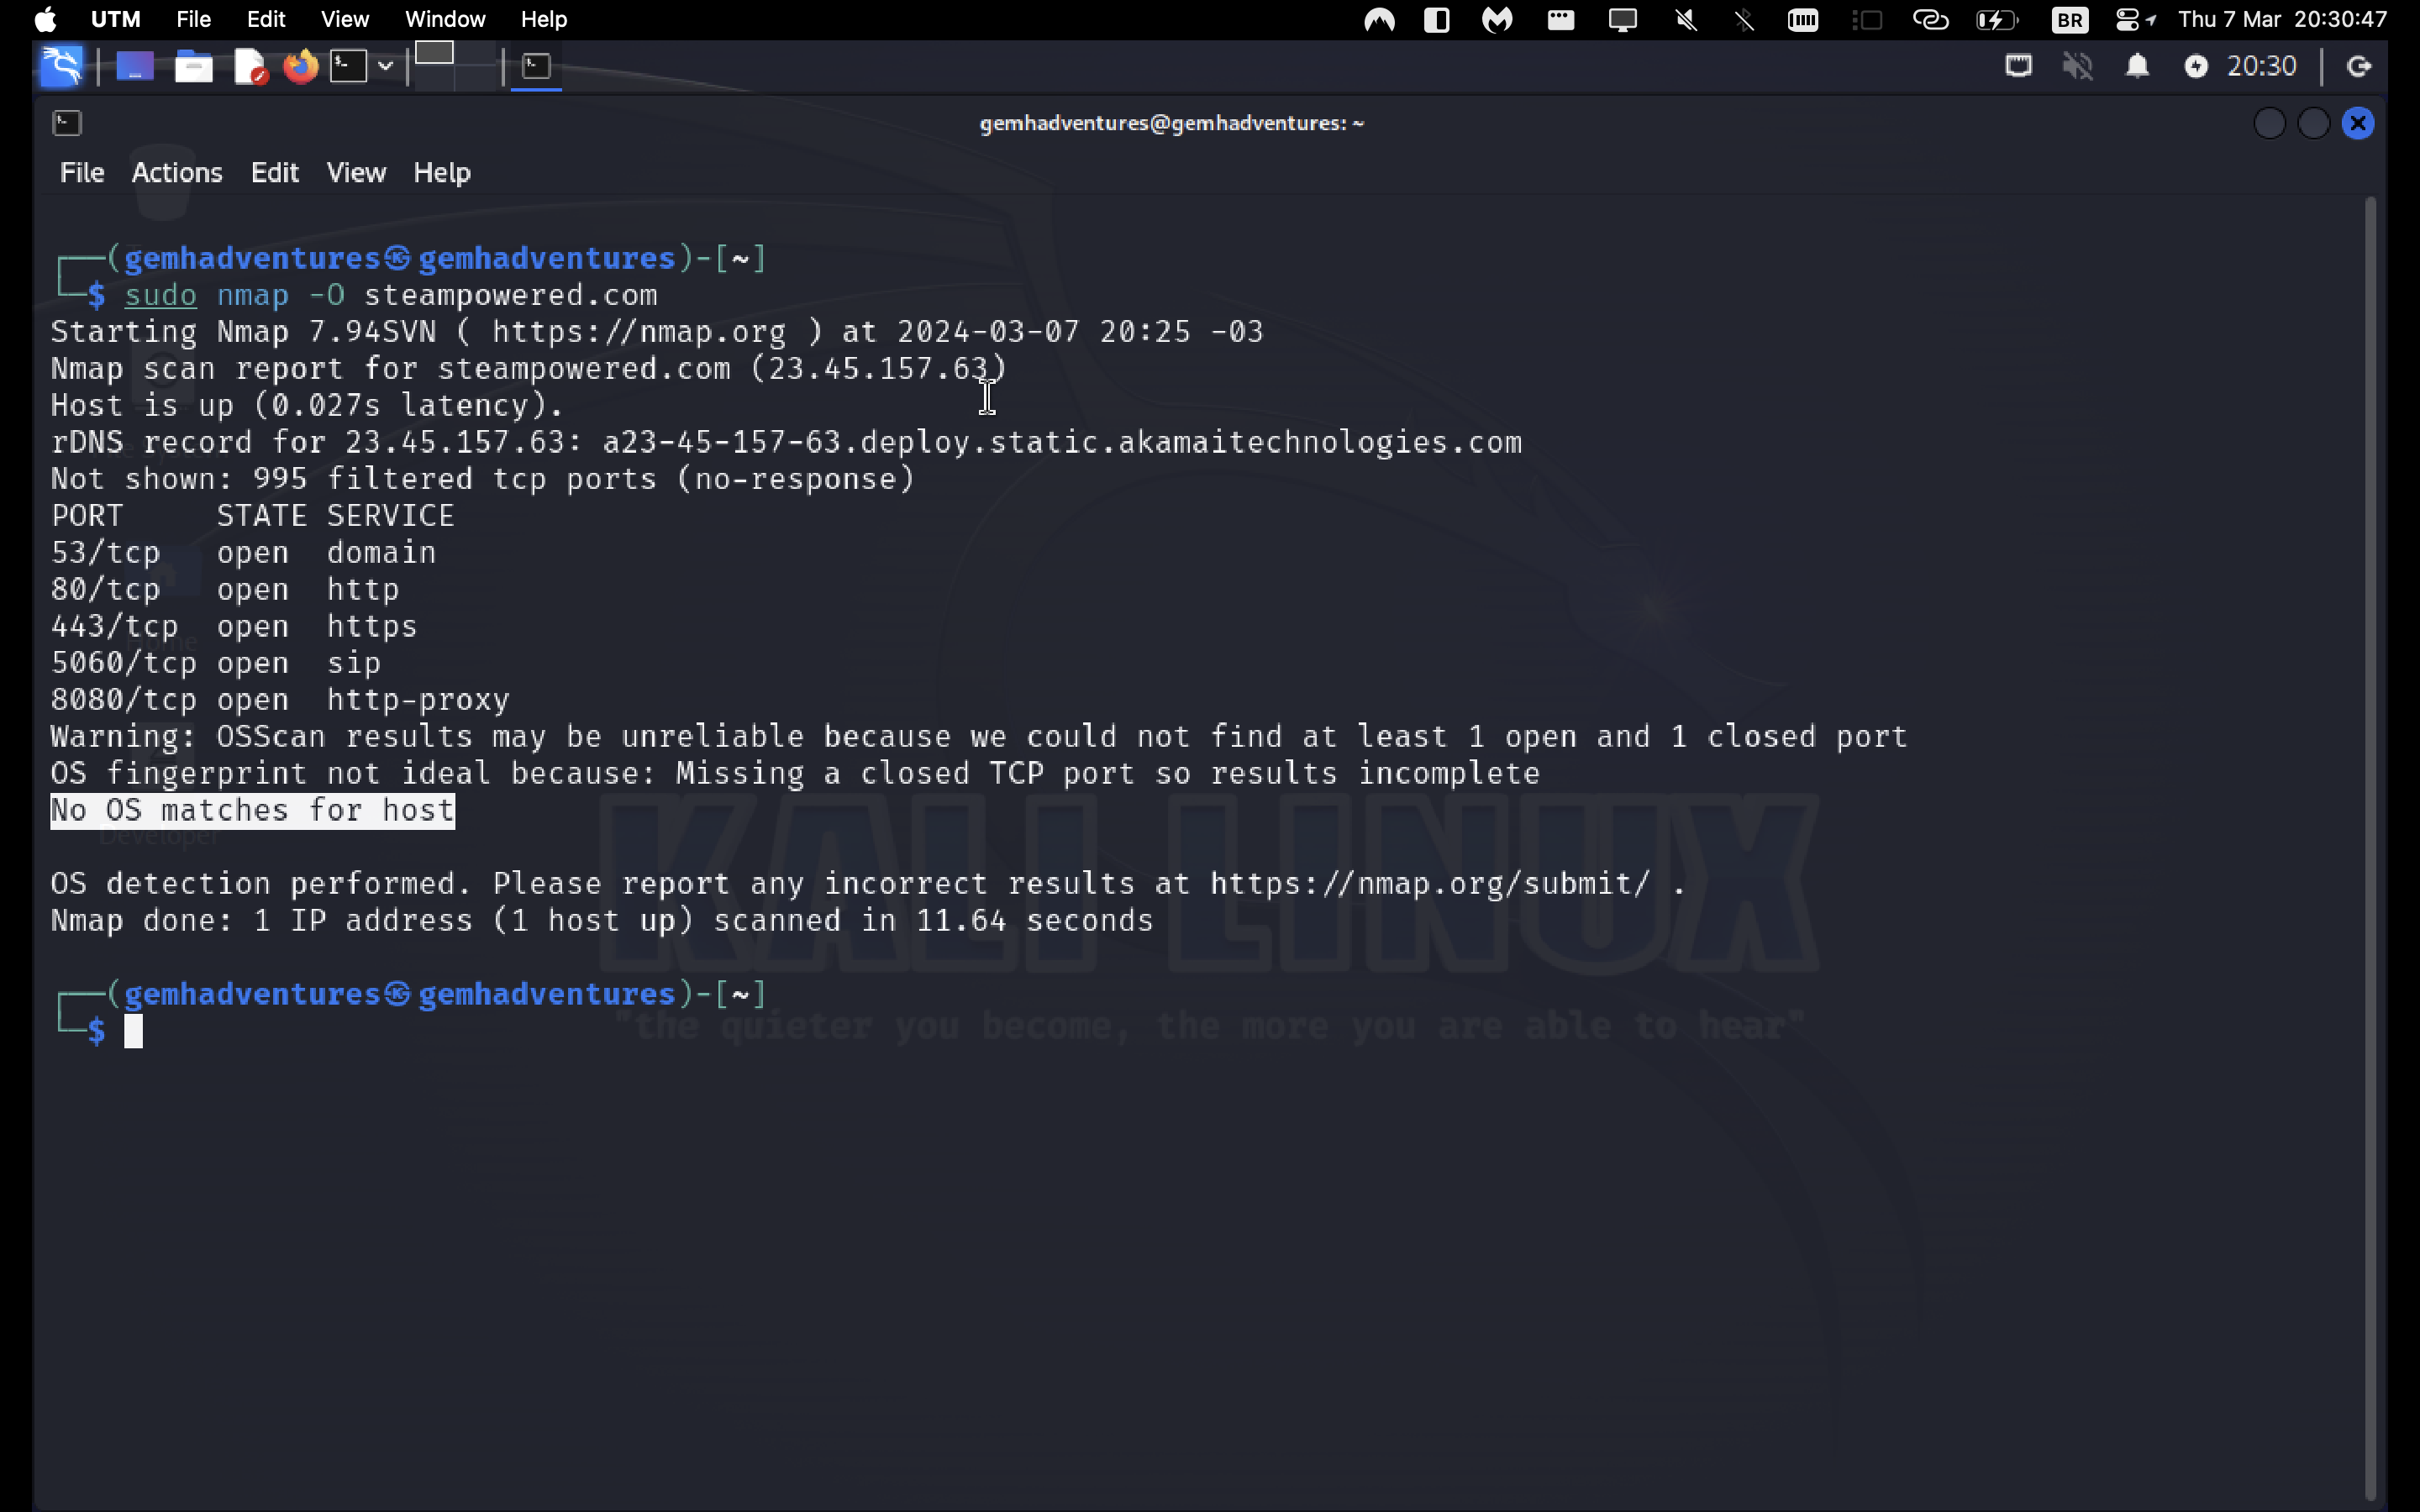 UTM File Edit View Window Help BR Thu 7 Mar 20:30:47
20:30
gemhadventures@gemhadventures: ~
File Actions Edit View Help
┌──(gemhadventures㉿gemhadventures)-[~]
└─$ sudo nmap -O steampowered.com
Starting Nmap 7.94SVN ( https://nmap.org ) at 2024-03-07 20:25 -03
Nmap scan report for steampowered.com (23.45.157.63)
Host is up (0.027s latency).
rDNS record for 23.45.157.63: a23-45-157-63.deploy.static.akamaitechnologies.com
Not shown: 995 filtered tcp ports (no-response)
PORT     STATE SERVICE
53/tcp   open  domain
80/tcp   open  http
443/tcp  open  https
Home
5060/tcp open  sip
8080/tcp open  http-proxy
Warning: OSScan results may be unreliable because we could not find at least 1 open and 1 closed port
OS fingerprint not ideal because: Missing a closed TCP port so results incomplete
No OS matches for host
Developer
KALI LINUX
OS detection performed. Please report any incorrect results at https://nmap.org/submit/ .
Nmap done: 1 IP address (1 host up) scanned in 11.64 seconds
┌──(gemhadventures㉿gemhadventures)-[~]
└─$
"the quieter you become, the more you are able to hear"